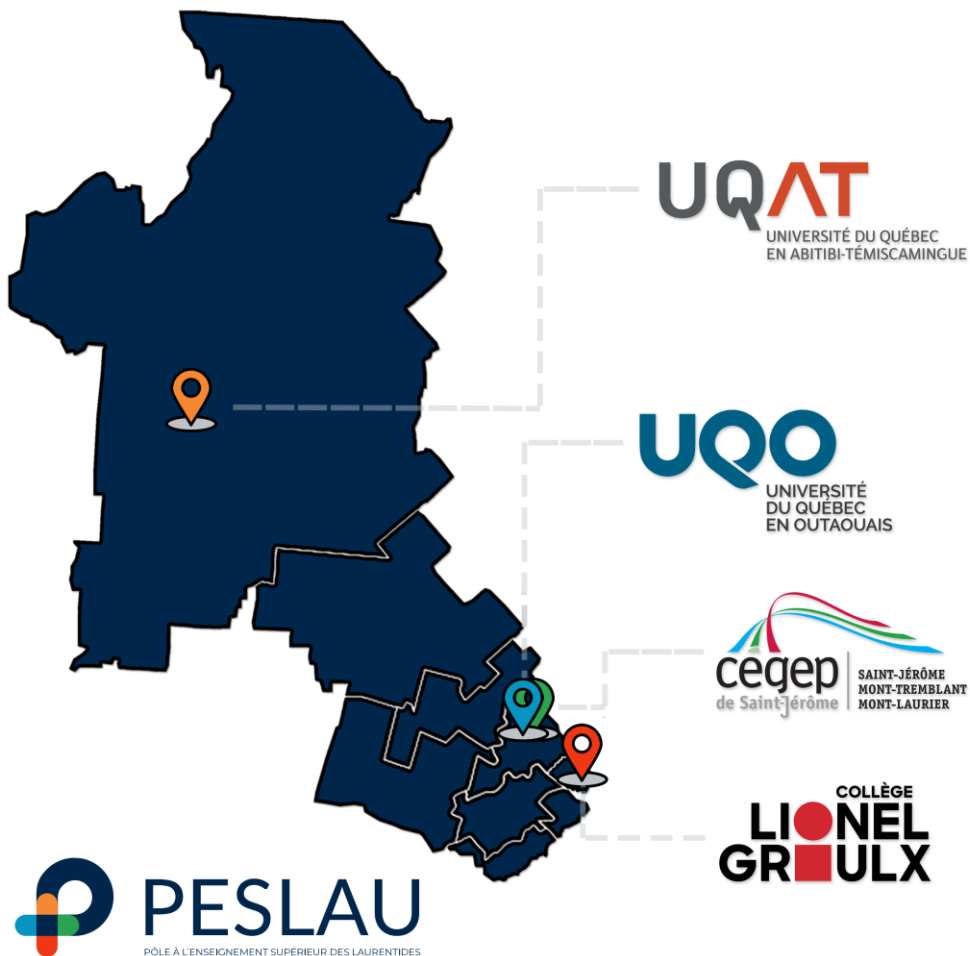 UQAT
UNIVERSITÉ DU QUÉBEC
EN ABITIBI-TÉMISCAMINGUE
UQO
UNIVERSITÉ
DU QUÉBEC
EN OUTAOUAIS
cégep
de Saint-Jérôme
SAINT-JÉRÔME
MONT-TREMBLANT
MONT-LAURIER
COLLÈGE
LIONEL
GROULX
PESLAU
PÔLE À L'ENSEIGNEMENT SUPÉRIEUR DES LAURENTIDES